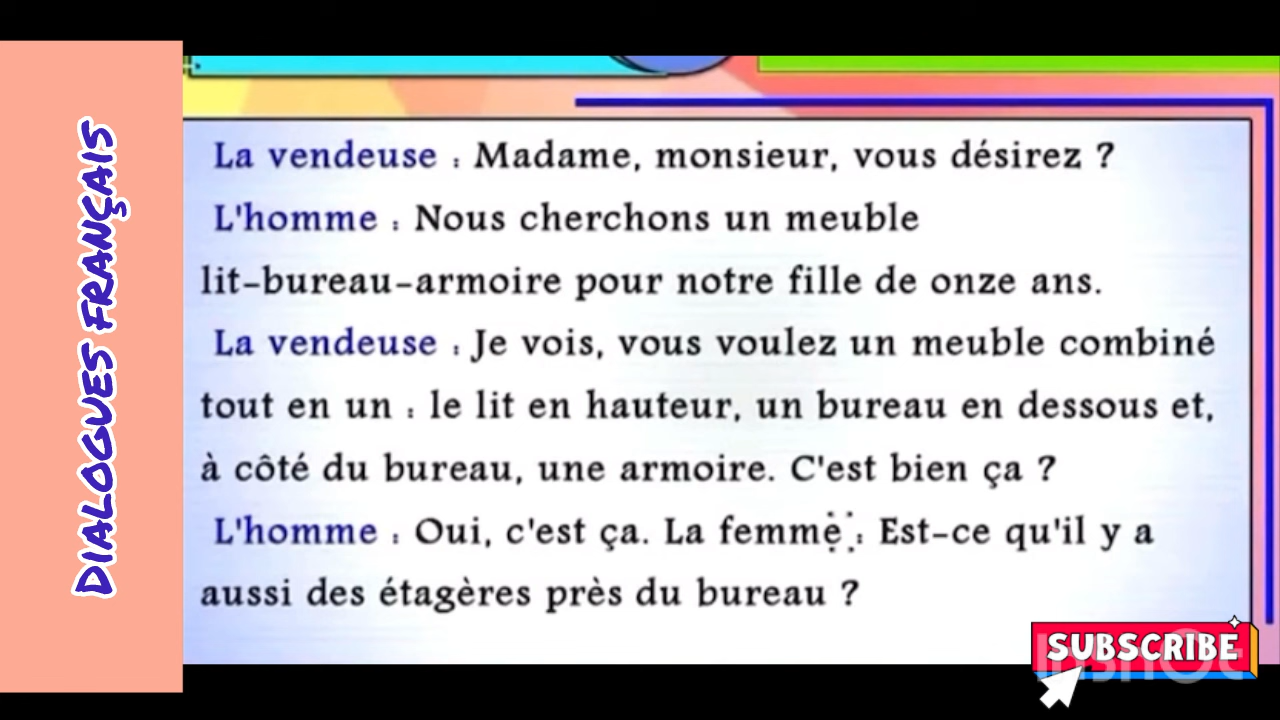 DIALOGUES FRANÇAIS
La vendeuse : Madame, monsieur, vous désirez ?
L'homme : Nous cherchons un meuble
lit-bureau-armoire pour notre fille de onze ans.
La vendeuse : Je vois, vous voulez un meuble combiné
tout en un : le lit en hauteur, un bureau en dessous et,
à côté du bureau, une armoire. C'est bien ça ?
L'homme : Oui, c'est ça. La femme : Est-ce qu'il y a
aussi des étagères près du bureau ?
SUBSCRIBE